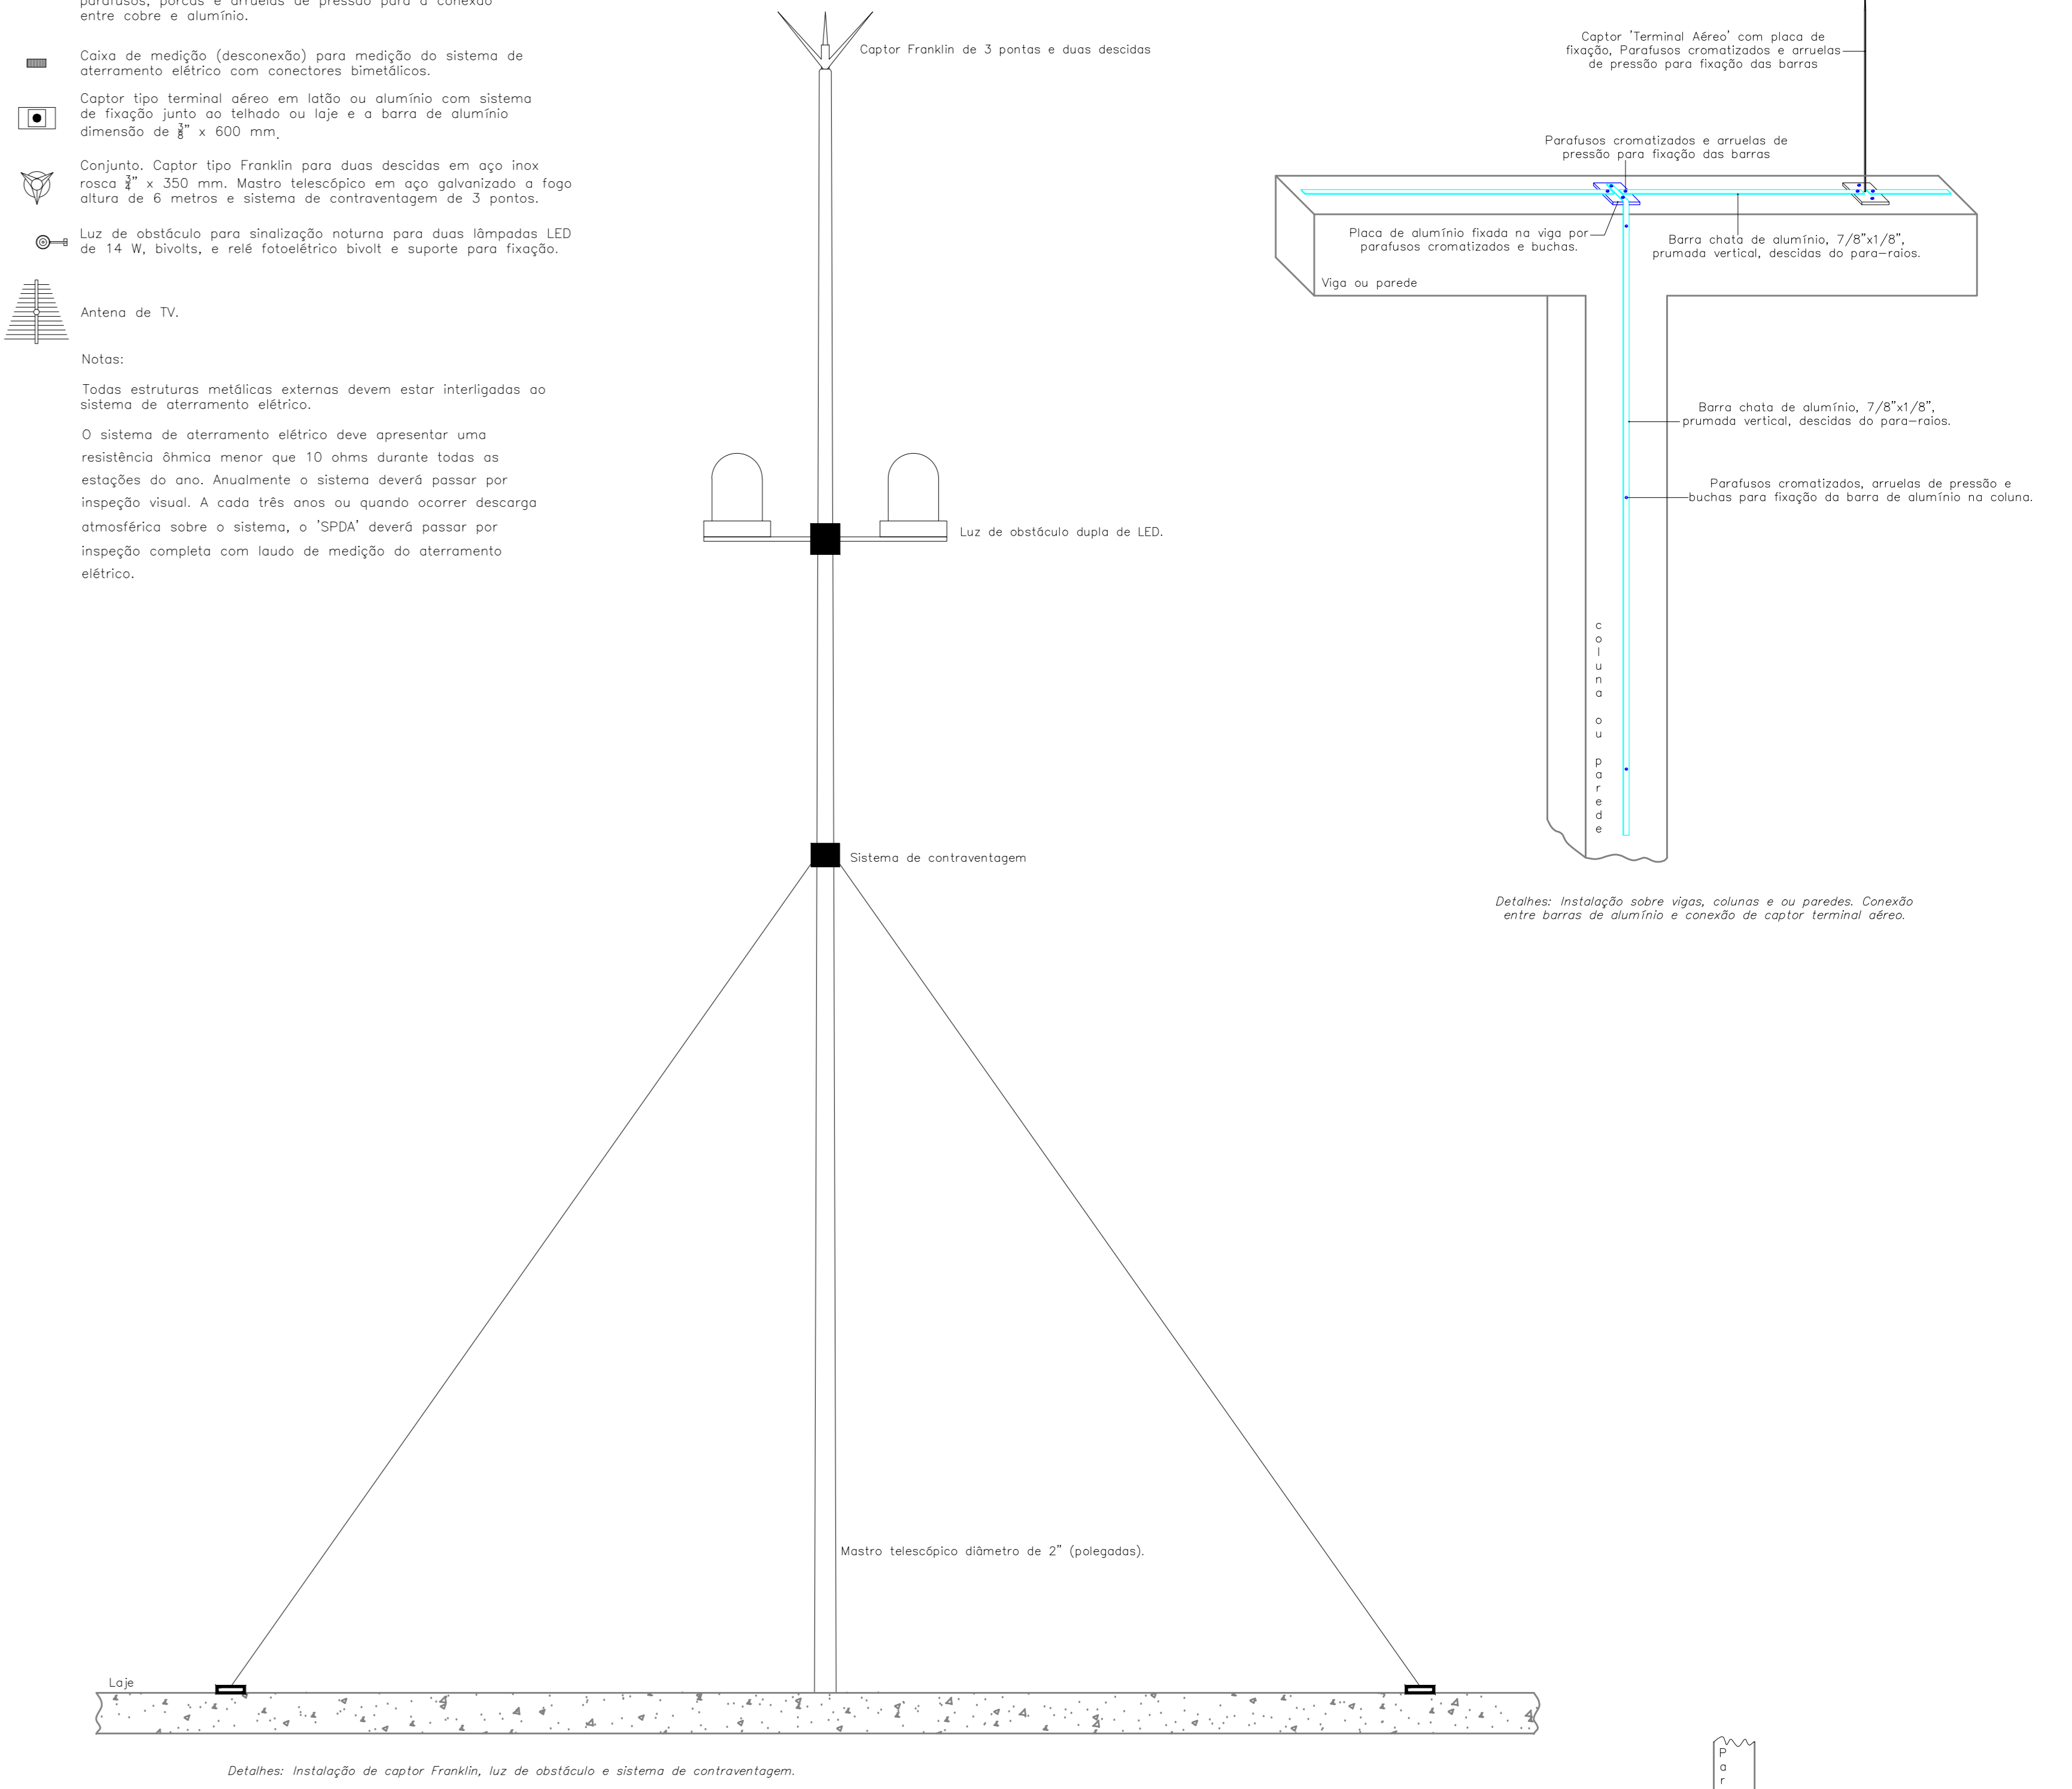 parafusos, porcas e arruelas de pressão para a conexão
entre cobre e alumínio.
Caixa de medição (desconexão) para medição do sistema de
aterramento elétrico com conectores bimetálicos.
Captor tipo terminal aéreo em latão ou alumínio com sistema
de fixação junto ao telhado ou laje e a barra de alumínio
dimensão de 3/8” x 600 mm.
Conjunto. Captor tipo Franklin para duas descidas em aço inox
rosca 3/4” x 350 mm. Mastro telescópico em aço galvanizado a fogo
altura de 6 metros e sistema de contraventagem de 3 pontos.
Luz de obstáculo para sinalização noturna para duas lâmpadas LED
de 14 W, bivolts, e relé fotoelétrico bivolt e suporte para fixação.
Antena de TV.
Notas:
Todas estruturas metálicas externas devem estar interligadas ao
sistema de aterramento elétrico.
O sistema de aterramento elétrico deve apresentar uma
resistência ôhmica menor que 10 ohms durante todas as
estações do ano. Anualmente o sistema deverá passar por
inspeção visual. A cada três anos ou quando ocorrer descarga
atmosférica sobre o sistema, o 'SPDA' deverá passar por
inspeção completa com laudo de medição do aterramento
elétrico.
Captor Franklin de 3 pontas e duas descidas
Luz de obstáculo dupla de LED.
Sistema de contraventagem
Mastro telescópico diâmetro de 2” (polegadas).
Laje
Detalhes: Instalação de captor Franklin, luz de obstáculo e sistema de contraventagem.
Captor 'Terminal Aéreo' com placa de
fixação, Parafusos cromatizados e arruelas
de pressão para fixação das barras
Parafusos cromatizados e arruelas de
pressão para fixação das barras
Placa de alumínio fixada na viga por
parafusos cromatizados e buchas.
Barra chata de alumínio, 7/8”x1/8”,
prumada vertical, descidas do para-raios.
Viga ou parede
Barra chata de alumínio, 7/8”x1/8”,
prumada vertical, descidas do para-raios.
Parafusos cromatizados, arruelas de pressão e
buchas para fixação da barra de alumínio na coluna.
coluna ou parede
Detalhes: Instalação sobre vigas, colunas e ou paredes. Conexão
entre barras de alumínio e conexão de captor terminal aéreo.
Par